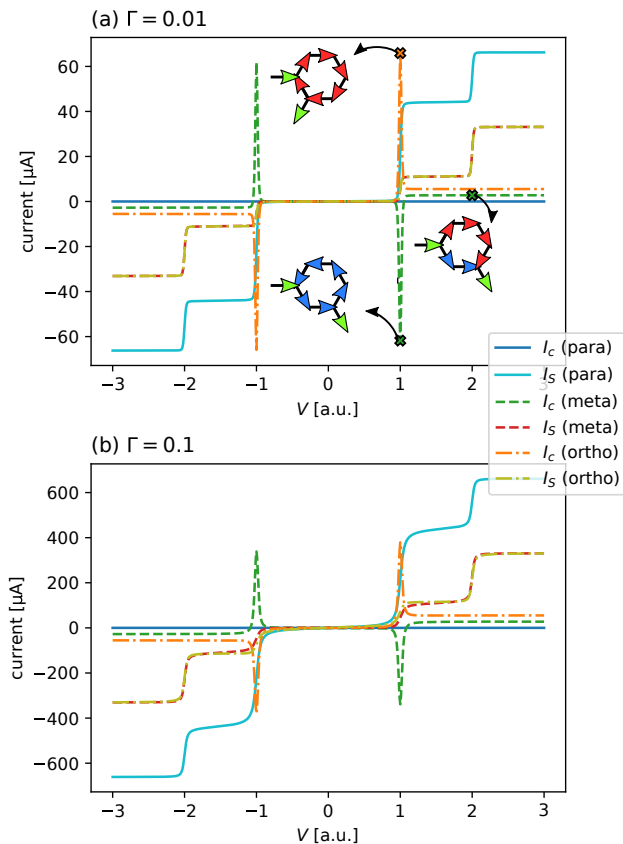 (a) Γ = 0.01
60
40
20
0
−20
−40
−60
current [μA]
−3 −2 −1 0 1 2 3
V [a.u.]
I_c (para)
I_S (para)
I_c (meta)
I_S (meta)
I_c (ortho)
I_S (ortho)
(b) Γ = 0.1
600
400
200
0
−200
−400
−600
current [μA]
−3 −2 −1 0 1 2 3
V [a.u.]